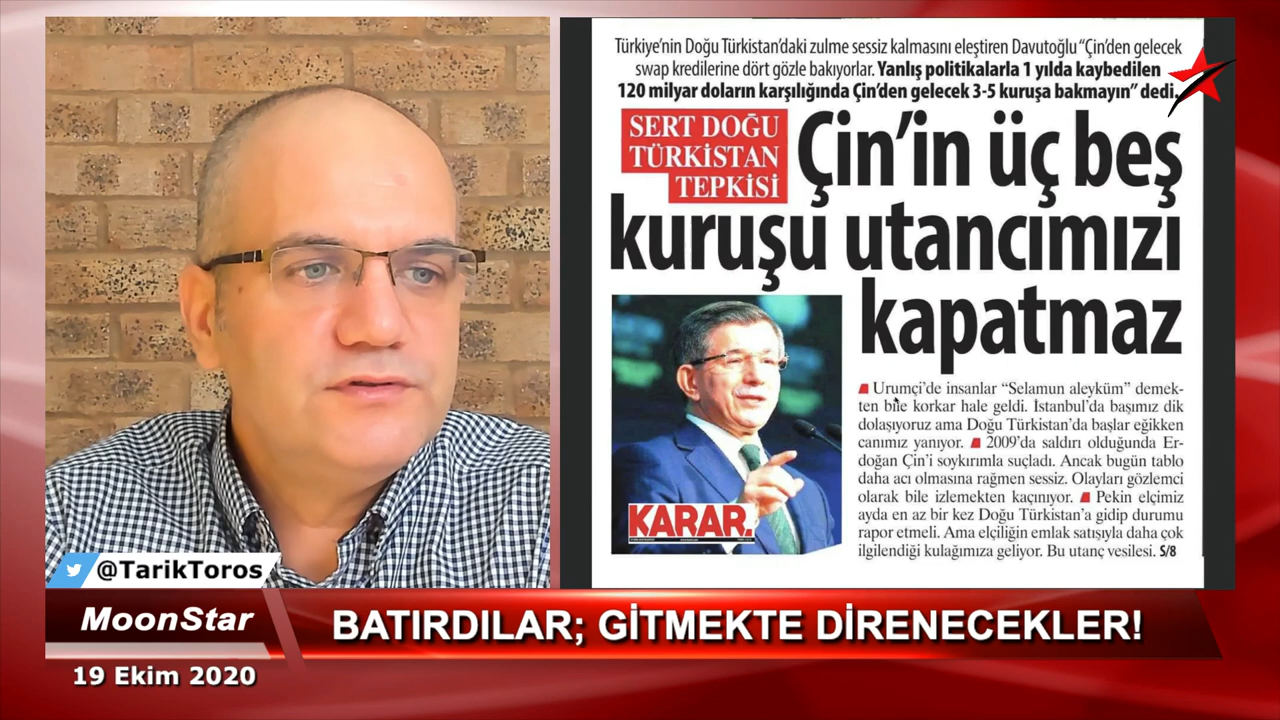 Türkiye’nin Doğu Türkistan’daki zulme sessiz kalmasını eleştiren Davutoğlu “Çin’den gelecek
swap kredilerine dört gözle bakıyorlar. Yanlış politikalarla 1 yılda kaybedilen
120 milyar doların karşılığında Çin’den gelecek 3-5 kuruşa bakmayın” dedi.
SERT DOĞU
TÜRKİSTAN
TEPKİSİ
Çin’in üç beş
kuruşu utancımızı
kapatmaz
Urumçi’de insanlar “Selamun aleyküm” demek-
ten bile korkar hale geldi. İstanbul’da başımız dik
dolaşıyoruz ama Doğu Türkistan’da başlar eğikken
canımız yanıyor. 2009’da saldırı olduğunda Er-
doğan Çin’i soykırımla suçladı. Ancak bugün tablo
daha acı olmasına rağmen sessiz. Olayları gözlemci
olarak bile izlemekten kaçınıyor. Pekin elçimiz
ayda en az bir kez Doğu Türkistan’a gidip durumu
rapor etmeli. Ama elçiliğin emlak satışıyla daha çok
ilgilendiği kulağımıza geliyor. Bu utanç vesilesi. S/8
KARAR.
@TarikToros
MoonStar
BATIRDILAR; GİTMEKTE DİRENECEKLER!
19 Ekim 2020